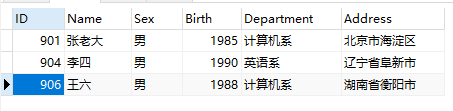 ID Name Sex Birth Department Address
901 张老大 男 1985 计算机系 北京市海淀区
904 李四 男 1990 英语系 辽宁省阜新市
906 王六 男 1988 计算机系 湖南省衡阳市